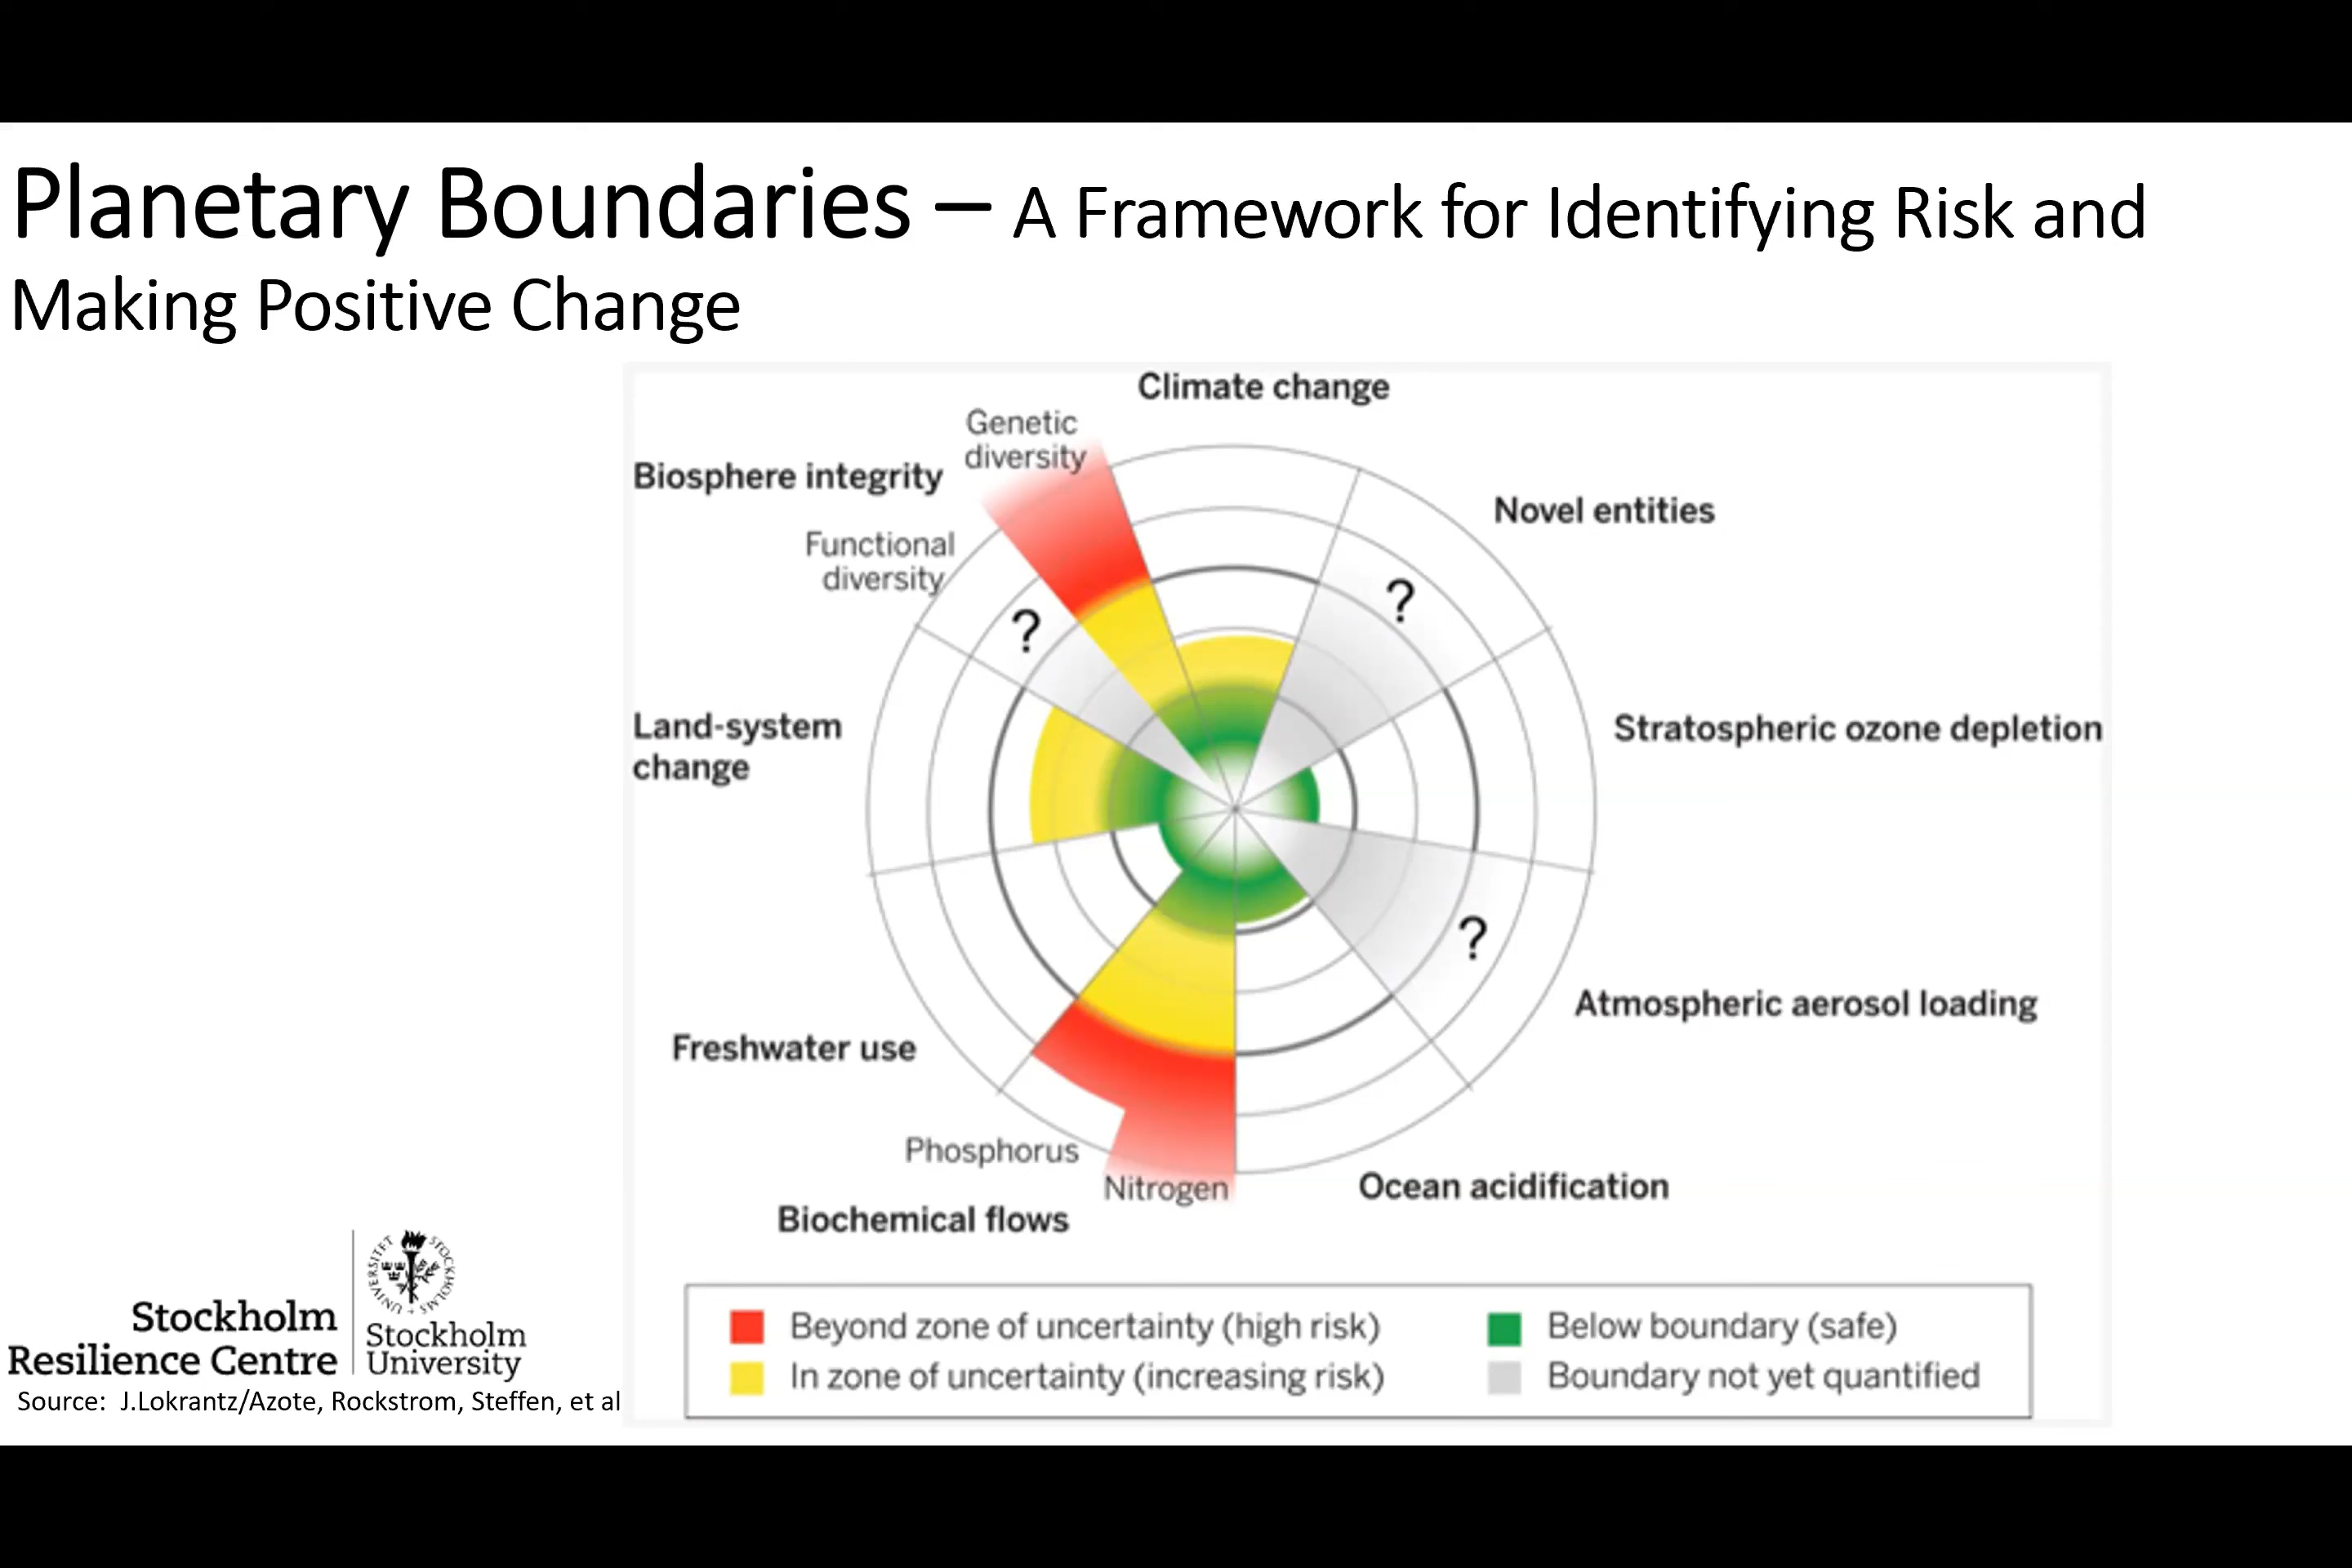 Planetary Boundaries – A Framework for Identifying Risk and
Making Positive Change
Climate change
Genetic
diversity
Biosphere integrity
Functional
diversity
Novel entities
?
?
Land-system
change
Stratospheric ozone depletion
?
Atmospheric aerosol loading
Freshwater use
Phosphorus
Nitrogen
Biochemical flows
Ocean acidification
Beyond zone of uncertainty (high risk)
In zone of uncertainty (increasing risk)
Below boundary (safe)
Boundary not yet quantified
Stockholm
Resilience Centre
Stockholm
University
Source: J.Lokrantz/Azote, Rockstrom, Steffen, et al